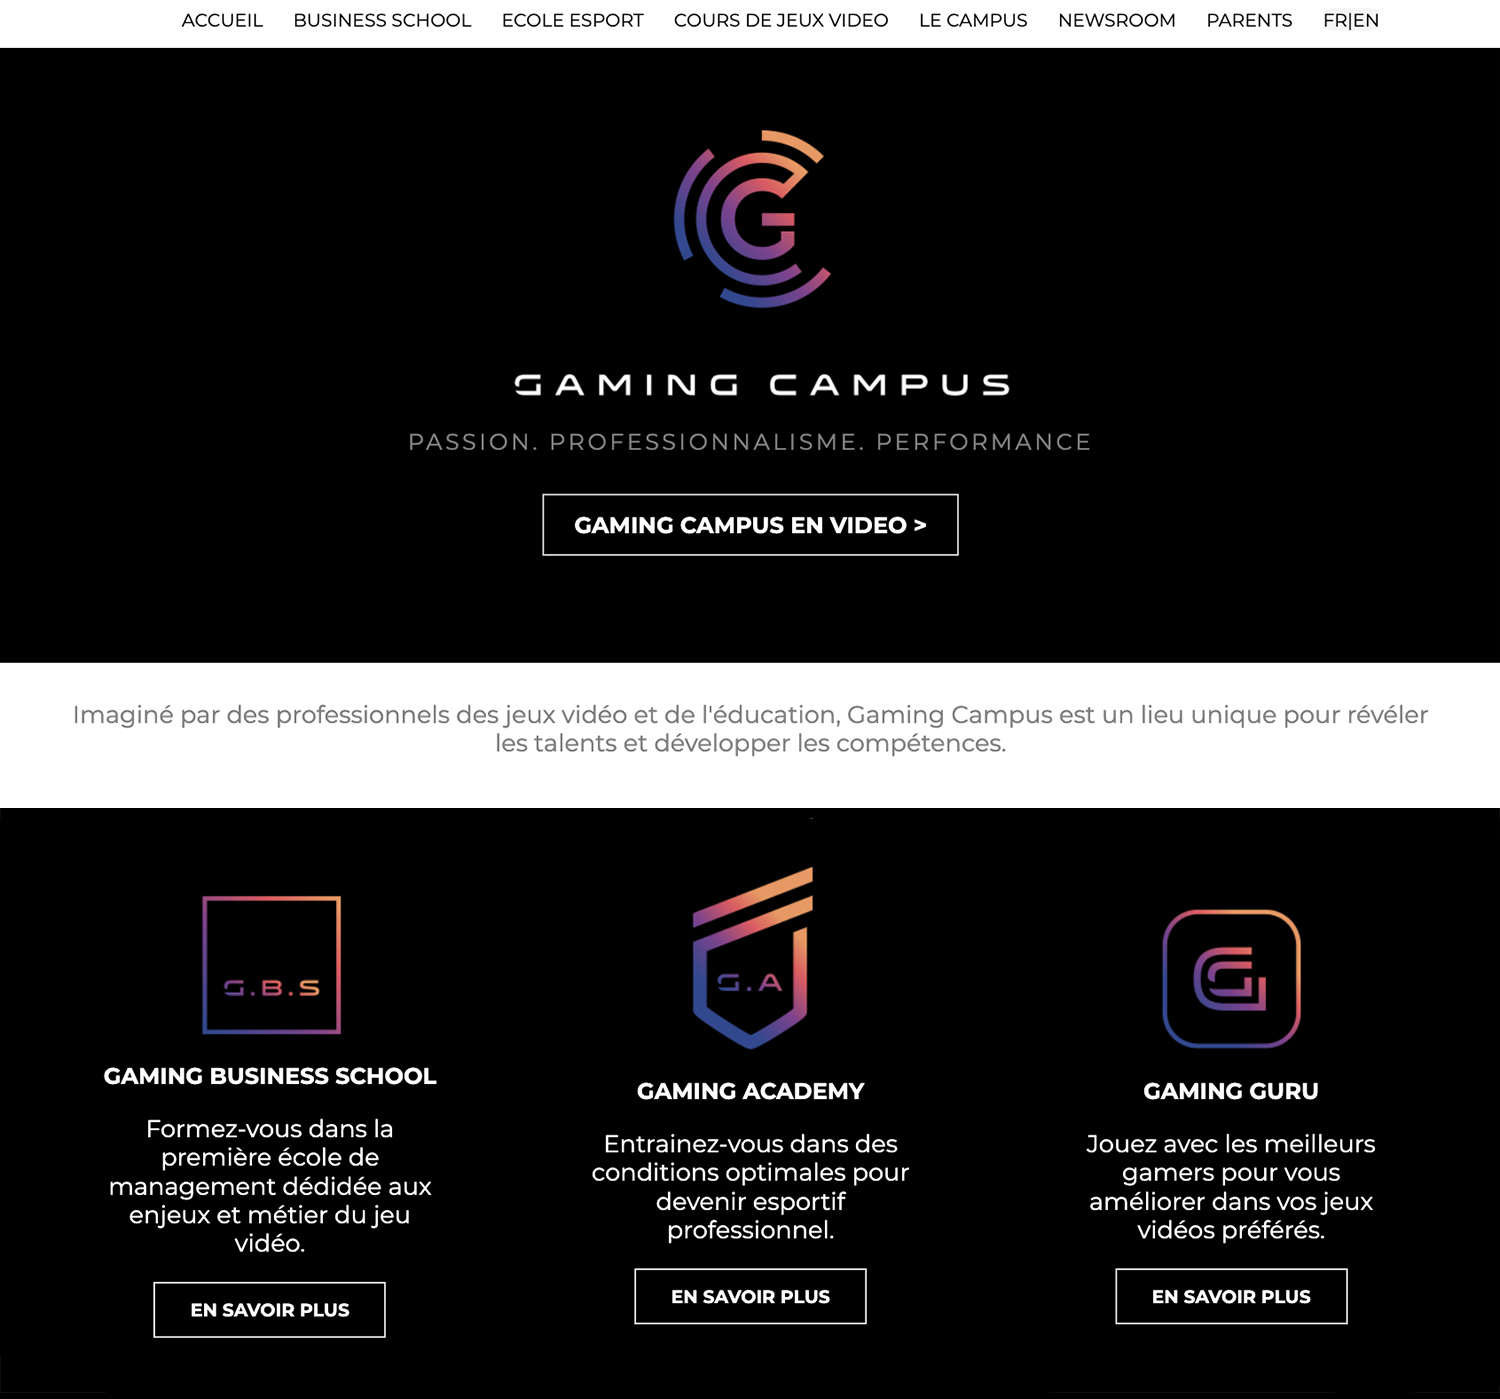 ACCUEIL BUSINESS SCHOOL ECOLE ESPORT COURS DE JEUX VIDEO LE CAMPUS NEWSROOM PARENTS FR|EN
GAMING CAMPUS
PASSION. PROFESSIONNALISME. PERFORMANCE
GAMING CAMPUS EN VIDEO >
Imaginé par des professionnels des jeux vidéo et de l'éducation, Gaming Campus est un lieu unique pour révéler
les talents et développer les compétences.
G.B.S
GAMING BUSINESS SCHOOL
Formez-vous dans la
première école de
management dédidée aux
enjeux et métier du jeu
vidéo.
EN SAVOIR PLUS
G.A
GAMING ACADEMY
Entrainez-vous dans des
conditions optimales pour
devenir esportif
professionnel.
EN SAVOIR PLUS
GAMING GURU
Jouez avec les meilleurs
gamers pour vous
améliorer dans vos jeux
vidéos préférés.
EN SAVOIR PLUS